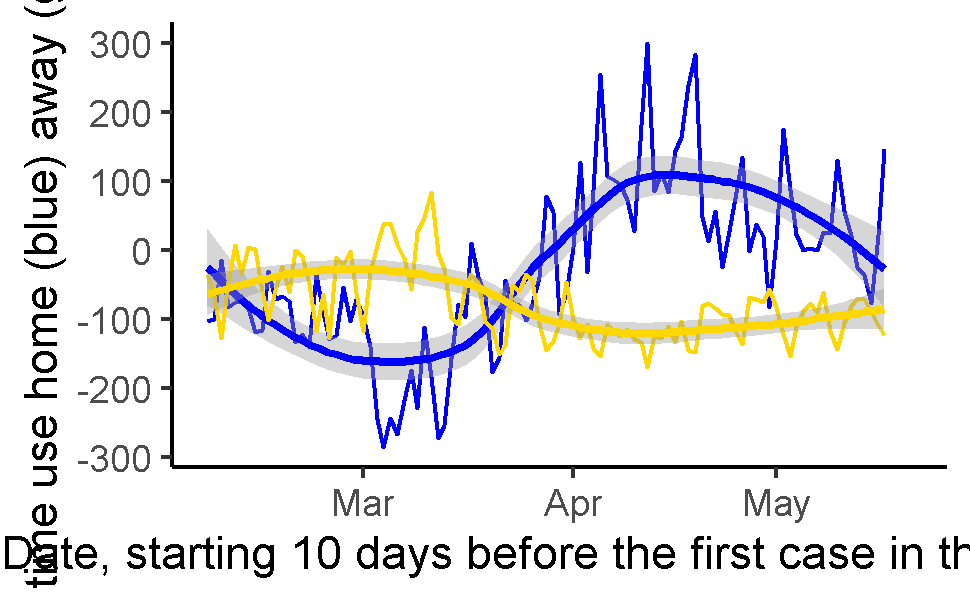 time use home (blue) away (
300
200
100
0
-100
-200
-300
Mar
Apr
May
Date, starting 10 days before the first case in th